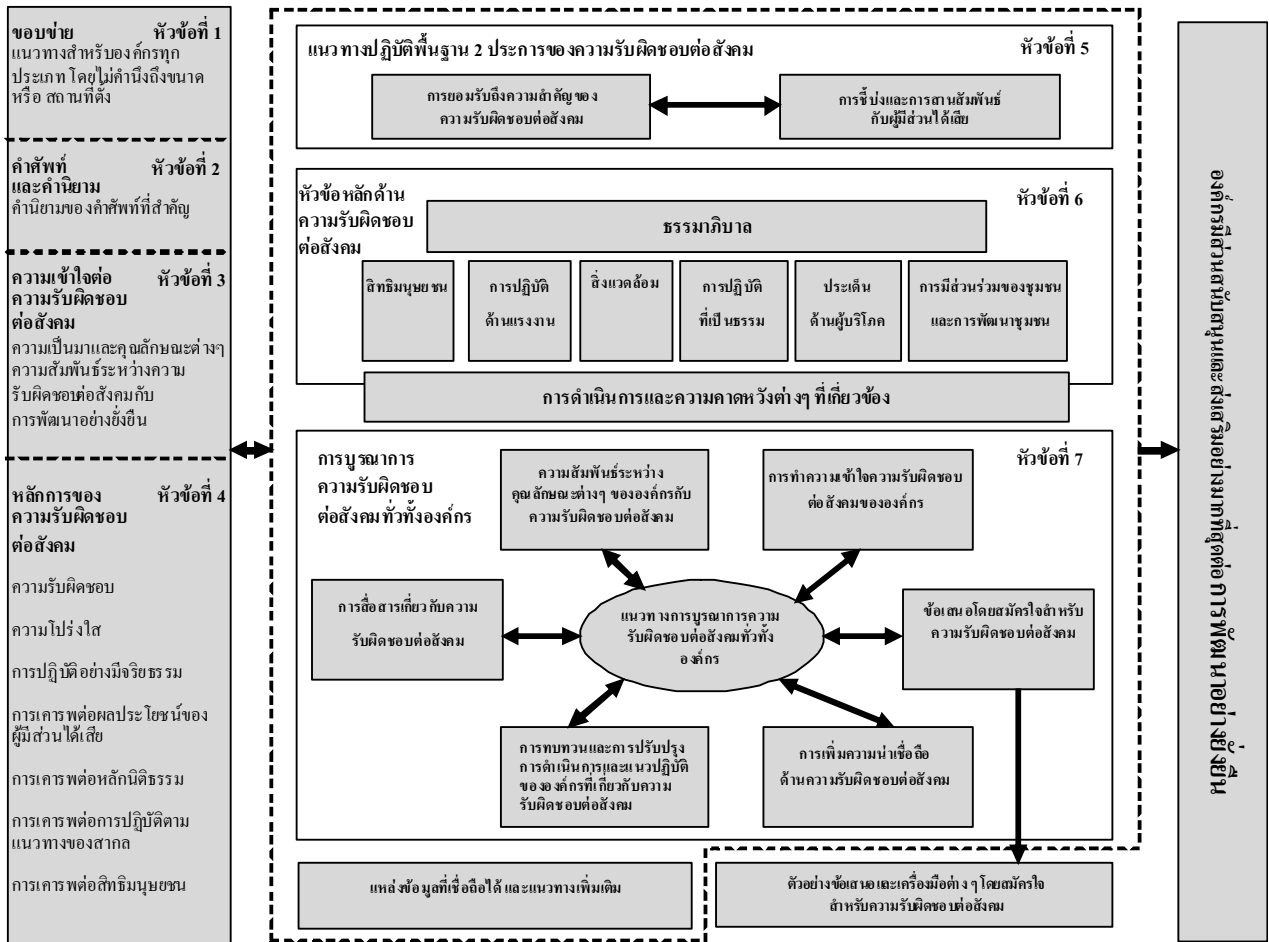 ขอบข่าย หัวข้อที่ 1
แนวทางสำหรับองค์กรทุก
ประเภท โดยไม่คำนึงถึงขนาด
หรือ สถานที่ตั้ง
คำศัพท์ หัวข้อที่ 2
และคำนิยาม
คำนิยามของคำศัพท์ที่สำคัญ
ความเข้าใจต่อ หัวข้อที่ 3
ความรับผิดชอบ
ต่อสังคม
ความเป็นมาและคุณลักษณะต่างๆ
ความสัมพันธ์ระหว่างความ
รับผิดชอบต่อสังคมกับ
การพัฒนาอย่างยั่งยืน
หลักการของ หัวข้อที่ 4
ความรับผิดชอบ
ต่อสังคม
ความรับผิดชอบ
ความโปร่งใส
การปฏิบัติอย่างมีจริยธรรม
การเคารพต่อผลประโยชน์ของ
ผู้มีส่วนได้เสีย
การเคารพต่อหลักนิติธรรม
การเคารพต่อการปฏิบัติตาม
แนวทางของสากล
การเคารพต่อสิทธิมนุษยชน
แนวทางปฏิบัติพื้นฐาน 2 ประการของความรับผิดชอบต่อสังคม หัวข้อที่ 5
การยอมรับถึงความสำคัญของ
ความรับผิดชอบต่อสังคม
การชี้บ่งและการสานสัมพันธ์
กับผู้มีส่วนได้เสีย
หัวข้อหลักด้าน หัวข้อที่ 6
ความรับผิดชอบ
ต่อสังคม
ธรรมาภิบาล
สิทธิมนุษยชน
การปฏิบัติ
ด้านแรงงาน
สิ่งแวดล้อม
การปฏิบัติ
ที่เป็นธรรม
ประเด็น
ด้านผู้บริโภค
การมีส่วนร่วมของชุมชน
และการพัฒนาชุมชน
การดำเนินการและความคาดหวังต่างๆ ที่เกี่ยวข้อง
การบูรณาการ หัวข้อที่ 7
ความรับผิดชอบ
ต่อสังคมทั่วทั้งองค์กร
ความสัมพันธ์ระหว่าง
คุณลักษณะต่างๆ ขององค์กรกับ
ความรับผิดชอบต่อสังคม
การทำความเข้าใจความรับผิดชอบ
ต่อสังคมขององค์กร
การสื่อสารเกี่ยวกับความ
รับผิดชอบต่อสังคม
แนวทางการบูรณาการความ
รับผิดชอบต่อสังคมทั่วทั้ง
องค์กร
ข้อเสนอโดยสมัครใจสำหรับ
ความรับผิดชอบต่อสังคม
การทบทวนและการปรับปรุง
การดำเนินการและแนวปฏิบัติ
ขององค์กรที่เกี่ยวกับความ
รับผิดชอบต่อสังคม
การเพิ่มความน่าเชื่อถือ
ด้านความรับผิดชอบต่อสังคม
แหล่งข้อมูลที่เชื่อถือได้ และแนวทางเพิ่มเติม
ตัวอย่างข้อเสนอและเครื่องมือต่าง ๆ โดยสมัครใจ
สำหรับความรับผิดชอบต่อสังคม
องค์กรมีส่วนสนับสนุนและส่งเสริมอย่างมากที่สุดต่อ การพัฒนาอย่างยั่งยืน